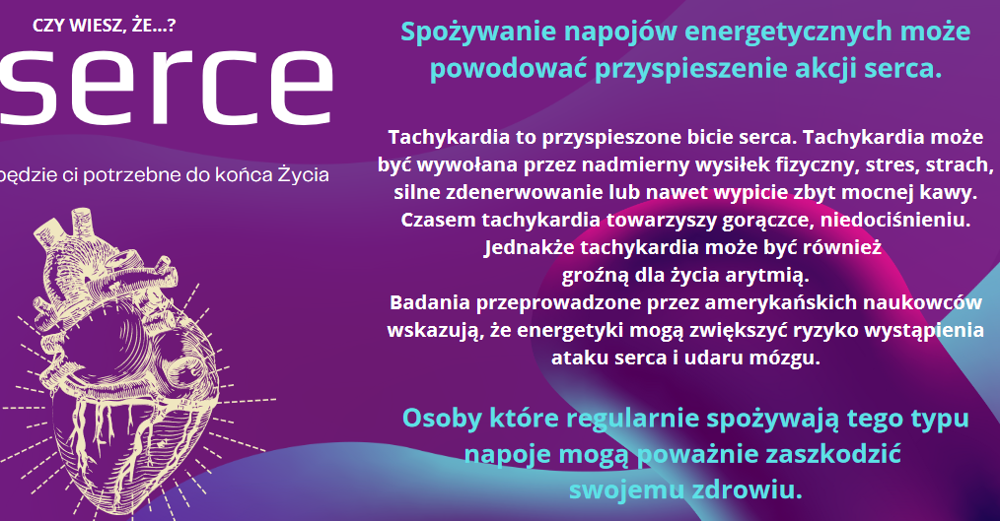 CZY WIESZ, ŻE...?
serce
będzie ci potrzebne do końca Życia
Spożywanie napojów energetycznych może
powodować przyspieszenie akcji serca.
Tachykardia to przyspieszone bicie serca. Tachykardia może
być wywołana przez nadmierny wysiłek fizyczny, stres, strach,
silne zdenerwowanie lub nawet wypicie zbyt mocnej kawy.
Czasem tachykardia towarzyszy gorączce, niedociśnieniu.
Jednakże tachykardia może być również
groźną dla życia arytmią.
Badania przeprowadzone przez amerykańskich naukowców
wskazują, że energetyki mogą zwiększyć ryzyko wystąpienia
ataku serca i udaru mózgu.
Osoby które regularnie spożywają tego typu
napoje mogą poważnie zaszkodzić
swojemu zdrowiu.